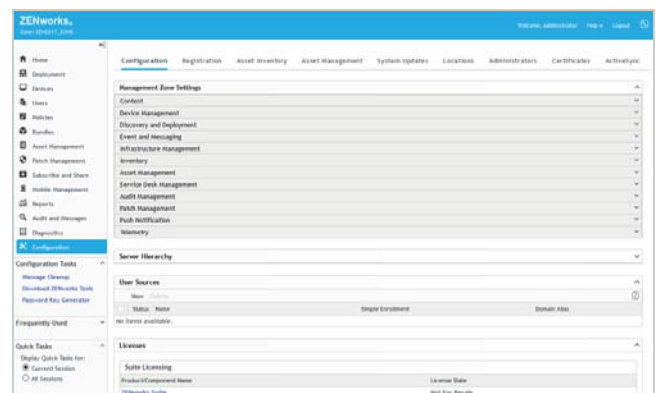 ZENworks.
Welcome, administrator Help Logout
Home
Deployment
Devices
Users
Policies
Bundles
Asset Management
Patch Management
Subscribe and Share
Mobile Management
Reports
Audit and Messages
Diagnostics
Configuration
Configuration Tasks
Message Cleanup
Download ZENworks Tools
Password Key Generator
Frequently Used
Quick Tasks
Display Quick Tasks for:
Current Session
All Sessions
Configuration Registration Asset Inventory Asset Management System Updates Locations Administrators Certificates ActiveSync
Management Zone Settings
Content
Device Management
Discovery and Deployment
Event and Messaging
Infrastructure Management
Inventory
Asset Management
Service Desk Management
Audit Management
Patch Management
Push Notification
Telemetry
Server Hierarchy
User Sources
New Delete
Status Name Simple Enrollment Domain Alias
No items available.
Licenses
Suite Licensing
Product/Component Name License State
ZENworks Suite